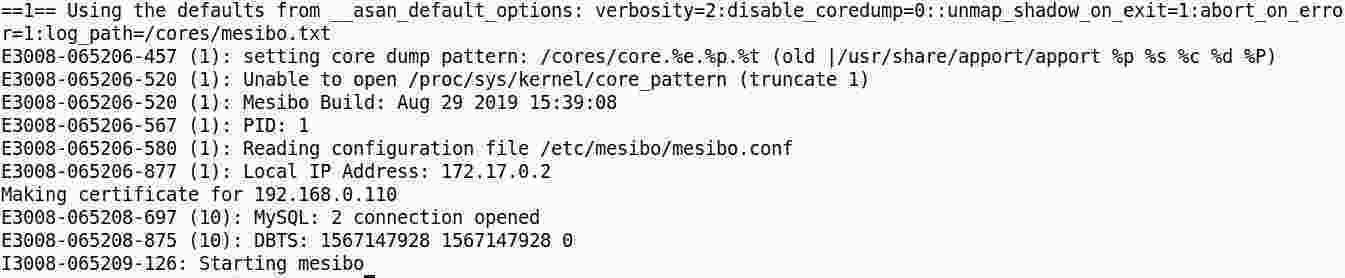 ==1== Using the defaults from __asan_default_options: verbosity=2:disable_coredump=0::unmap_shadow_on_exit=1:abort_on_erro
r=1:log_path=/cores/mesibo.txt
E3008-065206-457 (1): setting core dump pattern: /cores/core.%e.%p.%t (old |/usr/share/apport/apport %p %s %c %d %P)
E3008-065206-520 (1): Unable to open /proc/sys/kernel/core_pattern (truncate 1)
E3008-065206-520 (1): Mesibo Build: Aug 29 2019 15:39:08
E3008-065206-567 (1): PID: 1
E3008-065206-580 (1): Reading configuration file /etc/mesibo/mesibo.conf
E3008-065206-877 (1): Local IP Address: 172.17.0.2
Making certificate for 192.168.0.110
E3008-065208-697 (10): MySQL: 2 connection opened
E3008-065208-875 (10): DBTS: 1567147928 1567147928 0
I3008-065209-126: Starting mesibo